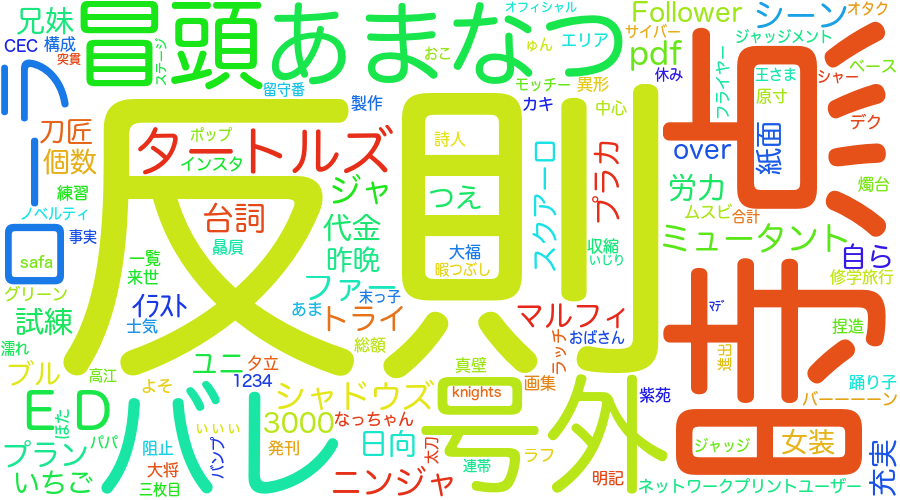 冒頭
あまなつ
反則
号外
バレ
ローラ
タートルズ
ED
ミュータント
ニンジャ
シャドウズ
マルフィ
トライ
ファー
ジャ
代金
昨晩
台詞
試練
いちご
プラン
ブル
ユニ
刀匠
個数
兄妹
CEC
構成
突貫
ステージ
留守番
製作
ポップ
インスタ
練習
ノベルティ
事実
safa
グリーン
一覧
来世
贔屓
イラスト
士気
あま
末っ子
総額
濡れ
高江
夕立
1234
よそ
ほた
パパ
阻止
大将
三枚目
いいい
バンプ
発刊
3000
なっちゃん
日向
太刀
連帯
ラフ
knights
画集
真壁
ラッチ
おばさん
明記
紫苑
つえ
詩人
大福
暇つぶし
スクアーロ
プラカ
収縮
いじり
オフィシャル
おこ
ゅん
エリア
モッチー
カキ
異形
中心
Follower
pdf
サイバー
休み
シーン
オタク
ジャッジメント
ベース
王さま
シャー
原寸
フライヤー
デク
紙面
over
労力
ムスビ
合計
燭台
自ら
修学旅行
マデ
進出
捏造
踊り子
バーーーーン
女装
ジャッジ
充実
ネットワークプリントユーザー